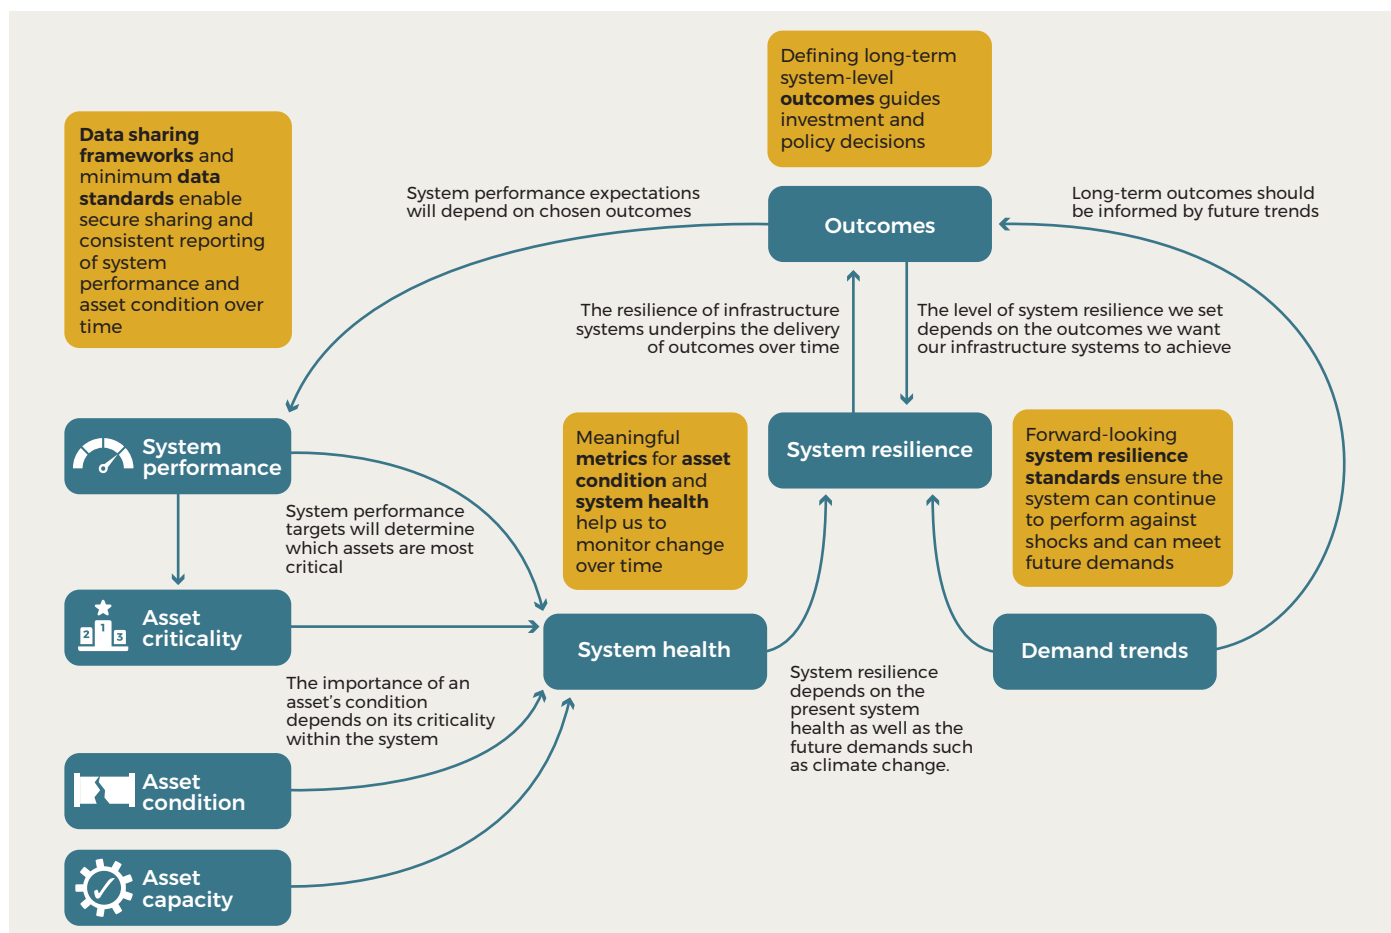 Defining long-term
system-level
outcomes guides
investment and
policy decisions
Data sharing
frameworks and
minimum data
standards enable
secure sharing and
consistent reporting
of system
performance and
asset condition over
time
System performance expectations
will depend on chosen outcomes
Outcomes
Long-term outcomes should
be informed by future trends
The resilience of infrastructure
systems underpins the delivery
of outcomes over time
The level of system resilience we set
depends on the outcomes we want
our infrastructure systems to achieve
System
performance
Meaningful
metrics for asset
condition and
system health
help us to
monitor change
over time
System resilience
Forward-looking
system resilience
standards ensure the
system can continue
to perform against
shocks and can meet
future demands
System performance
targets will determine
which assets are most
critical
2
1
3
Asset
criticality
System health
Demand trends
The importance of an
asset's condition
depends on its criticality
within the system
System resilience
depends on the
present system
health as well as the
future demands such
as climate change.
Asset
condition
Asset
capacity